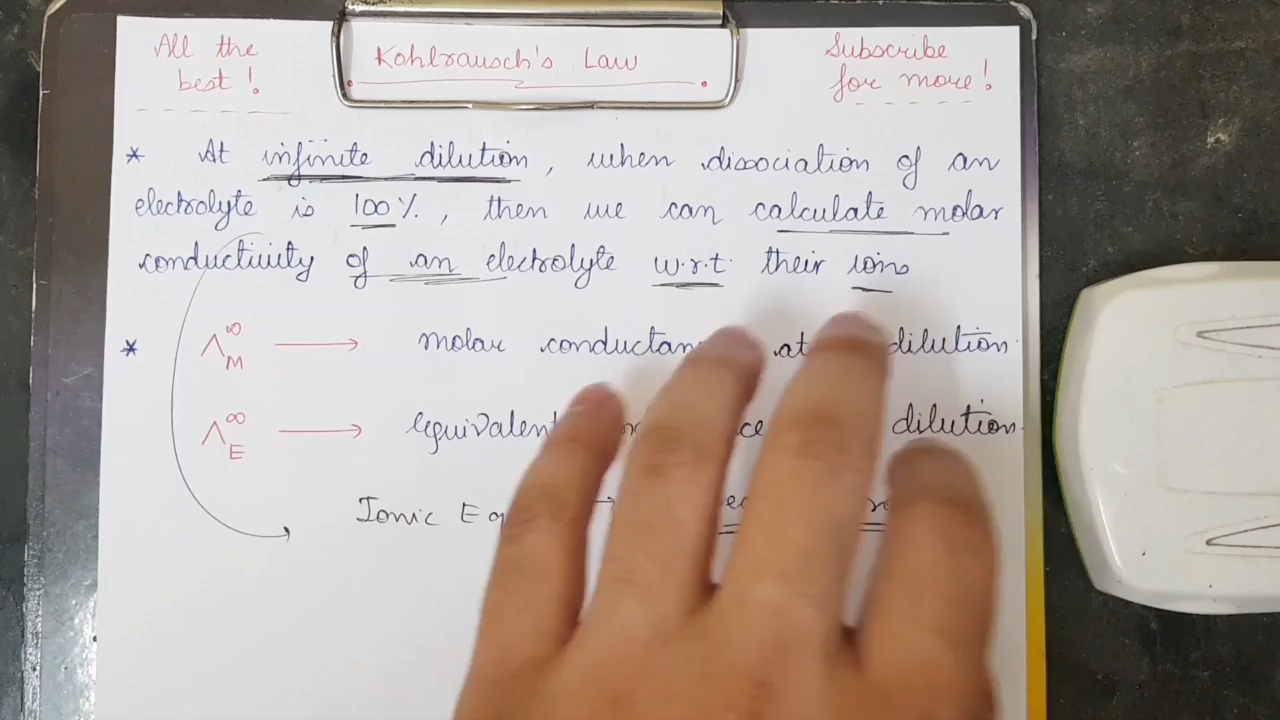 All the
best !
Kohlrausch's Law
Subscribe
for more!
* At infinite dilution, when dissociation of an
electrolyte is 100%, then we can calculate molar
conductivity of an electrolyte w.r.t. their ions
* Λ∞M → molar at dilution.
Λ∞E → equivalent dilution.
Ionic